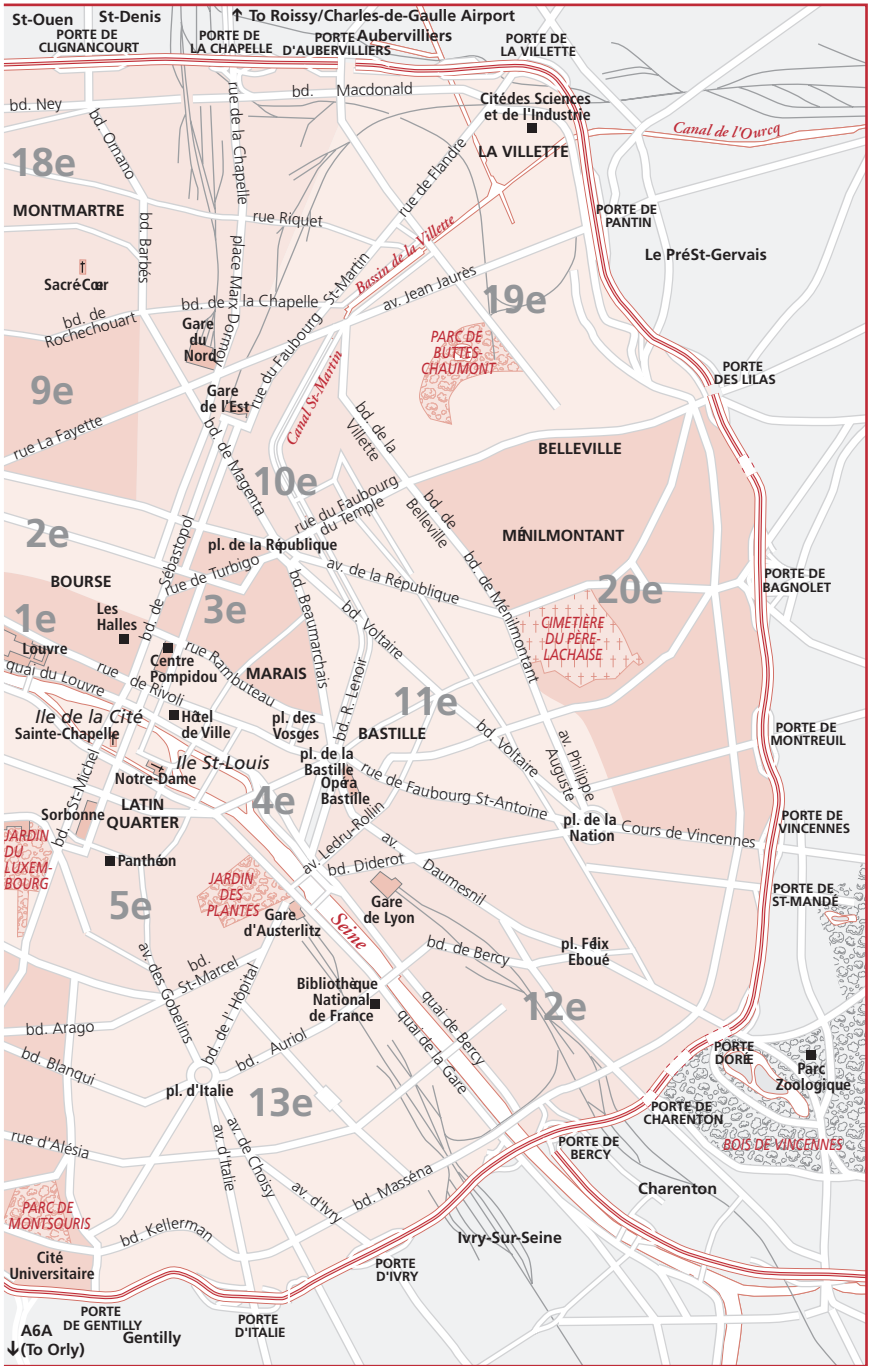 St-Ouen
St-Denis
↑ To Roissy/Charles-de-Gaulle Airport
PORTE DE
CLIGNANCOURT
PORTE DE
LA CHAPELLE
PORTE
D'AUBERVILLIERS
Aubervilliers
PORTE DE
LA VILLETTE
bd. Ney
bd. Macdonald
bd. Ornano
rue de la Chapelle
Citédes Sciences
et de l'Industrie
LA VILLETTE
Canal de l'Ourcq
18e
MONTMARTRE
rue de Flandre
rue Riquet
PORTE DE
PANTIN
bd. Barbés
place Marx Dormoy
Bassin de la Villette
Le PréSt-Gervais
Sacré-Cœur
bd. de la Chapelle
av. Jean Jaurès
19e
bd. de
Rochechouart
Gare
du
Nord
rue du Faubourg St-Martin
PARC DE
BUTTES-
CHAUMONT
PORTE
DES LILAS
9e
Gare
de l'Est
Canal St-Martin
rue La Fayette
bd. de Magenta
bd. de la
Villette
BELLEVILLE
10e
rue du Faubourg
du Temple
bd. de
Belleville
2e
bd. de Sébastopol
pl. de la République
MÉNILMONTANT
BOURSE
rue de Turbigo
av. de la République
bd. de Ménilmontant
20e
PORTE DE
BAGNOLET
1e
Les
Halles
3e
bd. Beaumarchais
bd. Voltaire
CIMETIÈRE
DU PÈRE-
LACHAISE
Louvre
Centre
Pompidou
rue Rambuteau
MARAIS
quai du Louvre
rue de Rivoli
bd. R. Lenoir
11e
Ile de la Cité
Sainte-Chapelle
Hôtel
de Ville
pl. des
Vosges
BASTILLE
bd. Voltaire
av. Philippe
Auguste
PORTE DE
MONTREUIL
Notre-Dame
Ile St-Louis
pl. de la
Bastille
Opéra
Bastille
rue de Faubourg St-Antoine
bd. St-Michel
Sorbonne
LATIN
QUARTER
4e
av. Ledru-Rollin
pl. de la
Nation
Cours de Vincennes
PORTE DE
VINCENNES
JARDIN
DU
LUXEM-
BOURG
Panthéon
bd. Diderot
av. Daumesnil
5e
JARDIN
DES
PLANTES
Gare
d'Austerlitz
Gare
de Lyon
PORTE DE
ST-MANDÉ
Seine
bd. de Bercy
pl. Félix
Eboué
av. des Gobelins
bd.
St-Marcel
bd. de l' Hôpital
Bibliothèque
National
de France
quai de Bercy
quai de la Gare
12e
bd. Arago
bd. Auriol
bd. Blanqui
PORTE
DORÉE
Parc
Zoologique
pl. d'Italie
13e
PORTE DE
CHARENTON
rue d'Alésia
av. d'Italie
av. de Choisy
PORTE DE
BERCY
BOIS DE VINCENNES
av. d'Ivry
bd. Masséna
Charenton
PARC DE
MONTSOURIS
bd. Kellerman
Ivry-Sur-Seine
Cité
Universitaire
PORTE
D'IVRY
PORTE
DE GENTILLY
Gentilly
PORTE
D'ITALIE
A6A
↓(To Orly)